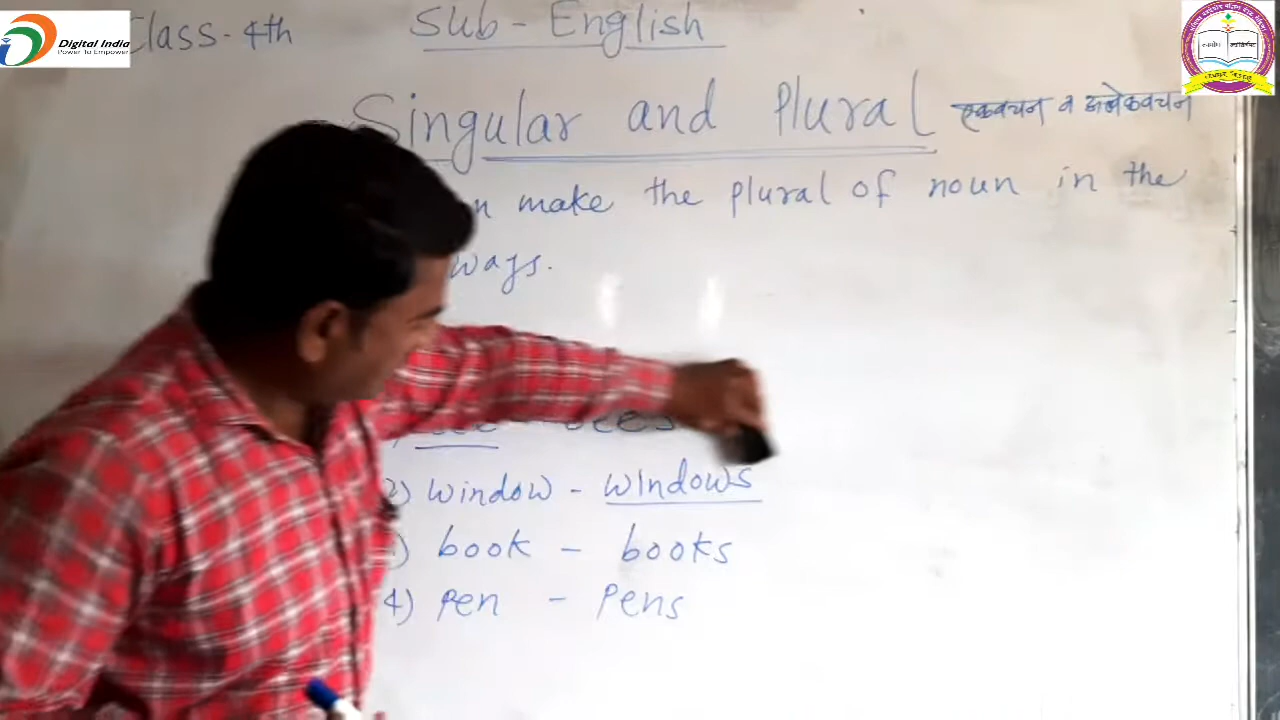 Digital India
Power To Empower
Class-4th Sub-English
Singular and Plural एकवचन व अनेकवचन
make the plural of noun in the
ways.
bees
2) window - windows
) book - books
4) pen - pens